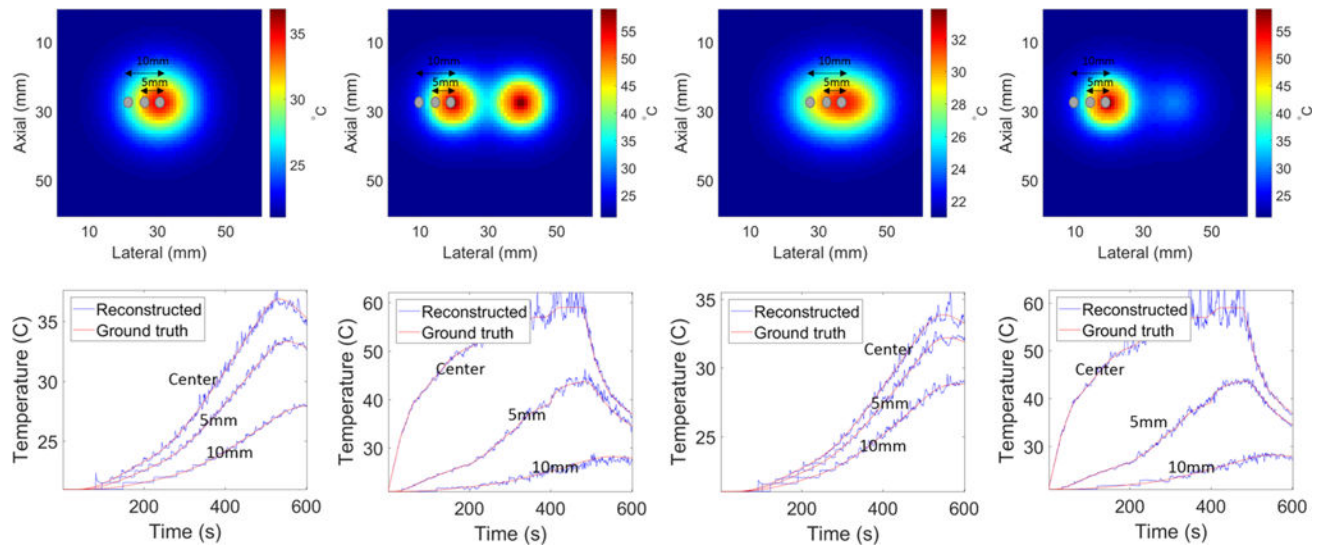 10
30
50
10 30 50
Axial (mm)
Lateral (mm)
10mm
5mm
35
30
25
°C
10
30
50
10 30 50
Axial (mm)
Lateral (mm)
10mm
5mm
55
50
45
40
35
30
25
°C
10
30
50
10 30 50
Axial (mm)
Lateral (mm)
10mm
5mm
32
30
28
26
24
22
°C
10
30
50
10 30 50
Axial (mm)
Lateral (mm)
10mm
5mm
55
50
45
40
35
30
25
°C
Reconstructed
Ground truth
Center
5mm
10mm
35
30
25
200 400 600
Temperature (C)
Time (s)
Reconstructed
Ground truth
Center
5mm
10mm
60
50
40
30
200 400 600
Temperature (C)
Time (s)
Reconstructed
Ground truth
Center
5mm
10mm
35
30
25
200 400 600
Temperature (C)
Time (s)
Reconstructed
Ground truth
Center
5mm
10mm
60
50
40
30
200 400 600
Temperature (C)
Time (s)